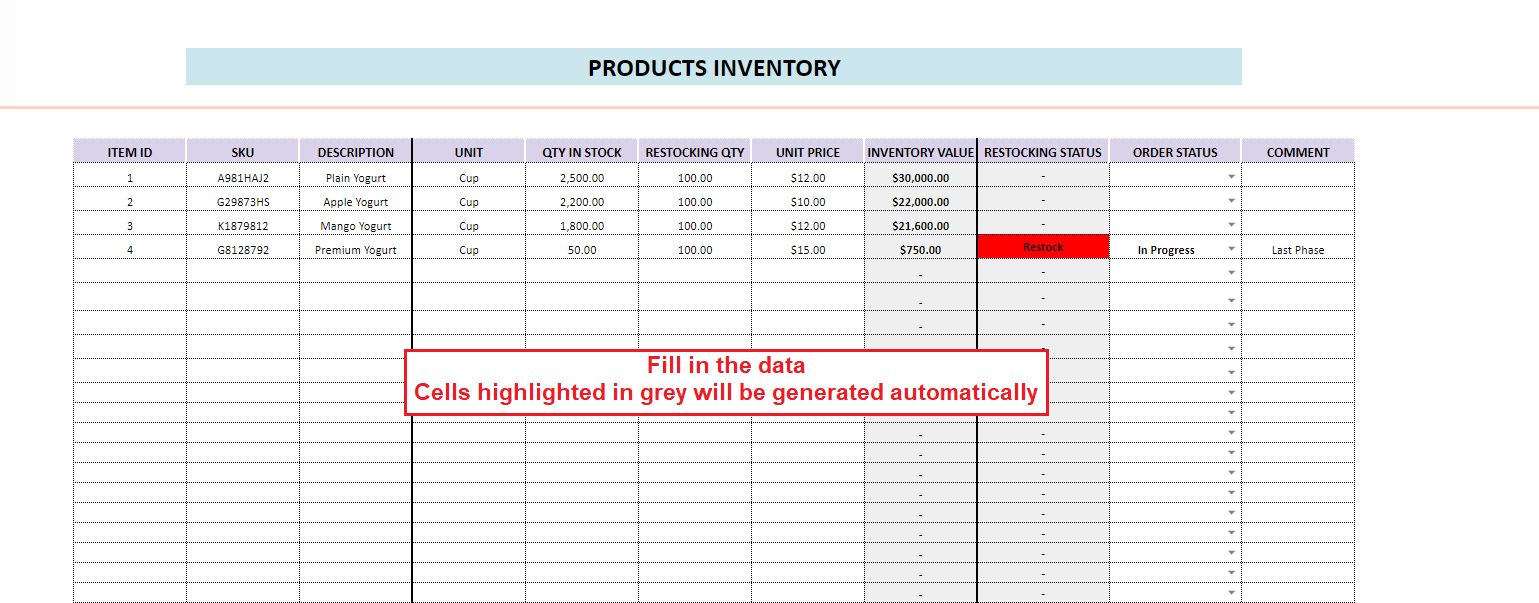 PRODUCTS INVENTORY
ITEM ID SKU DESCRIPTION UNIT QTY IN STOCK RESTOCKING QTY UNIT PRICE INVENTORY VALUE RESTOCKING STATUS ORDER STATUS COMMENT
1 A981HAJ2 Plain Yogurt Cup 2,500.00 100.00 $12.00 $30,000.00 -
2 G29873HS Apple Yogurt Cup 2,200.00 100.00 $10.00 $22,000.00 -
3 K1879812 Mango Yogurt Cup 1,800.00 100.00 $12.00 $21,600.00 -
4 G8128792 Premium Yogurt Cup 50.00 100.00 $15.00 $750.00 Restock In Progress Last Phase
- -
- -
- -
Fill in the data
Cells highlighted in grey will be generated automatically
- -
- -
- -
- -
- -
- -
- -
- -
- -